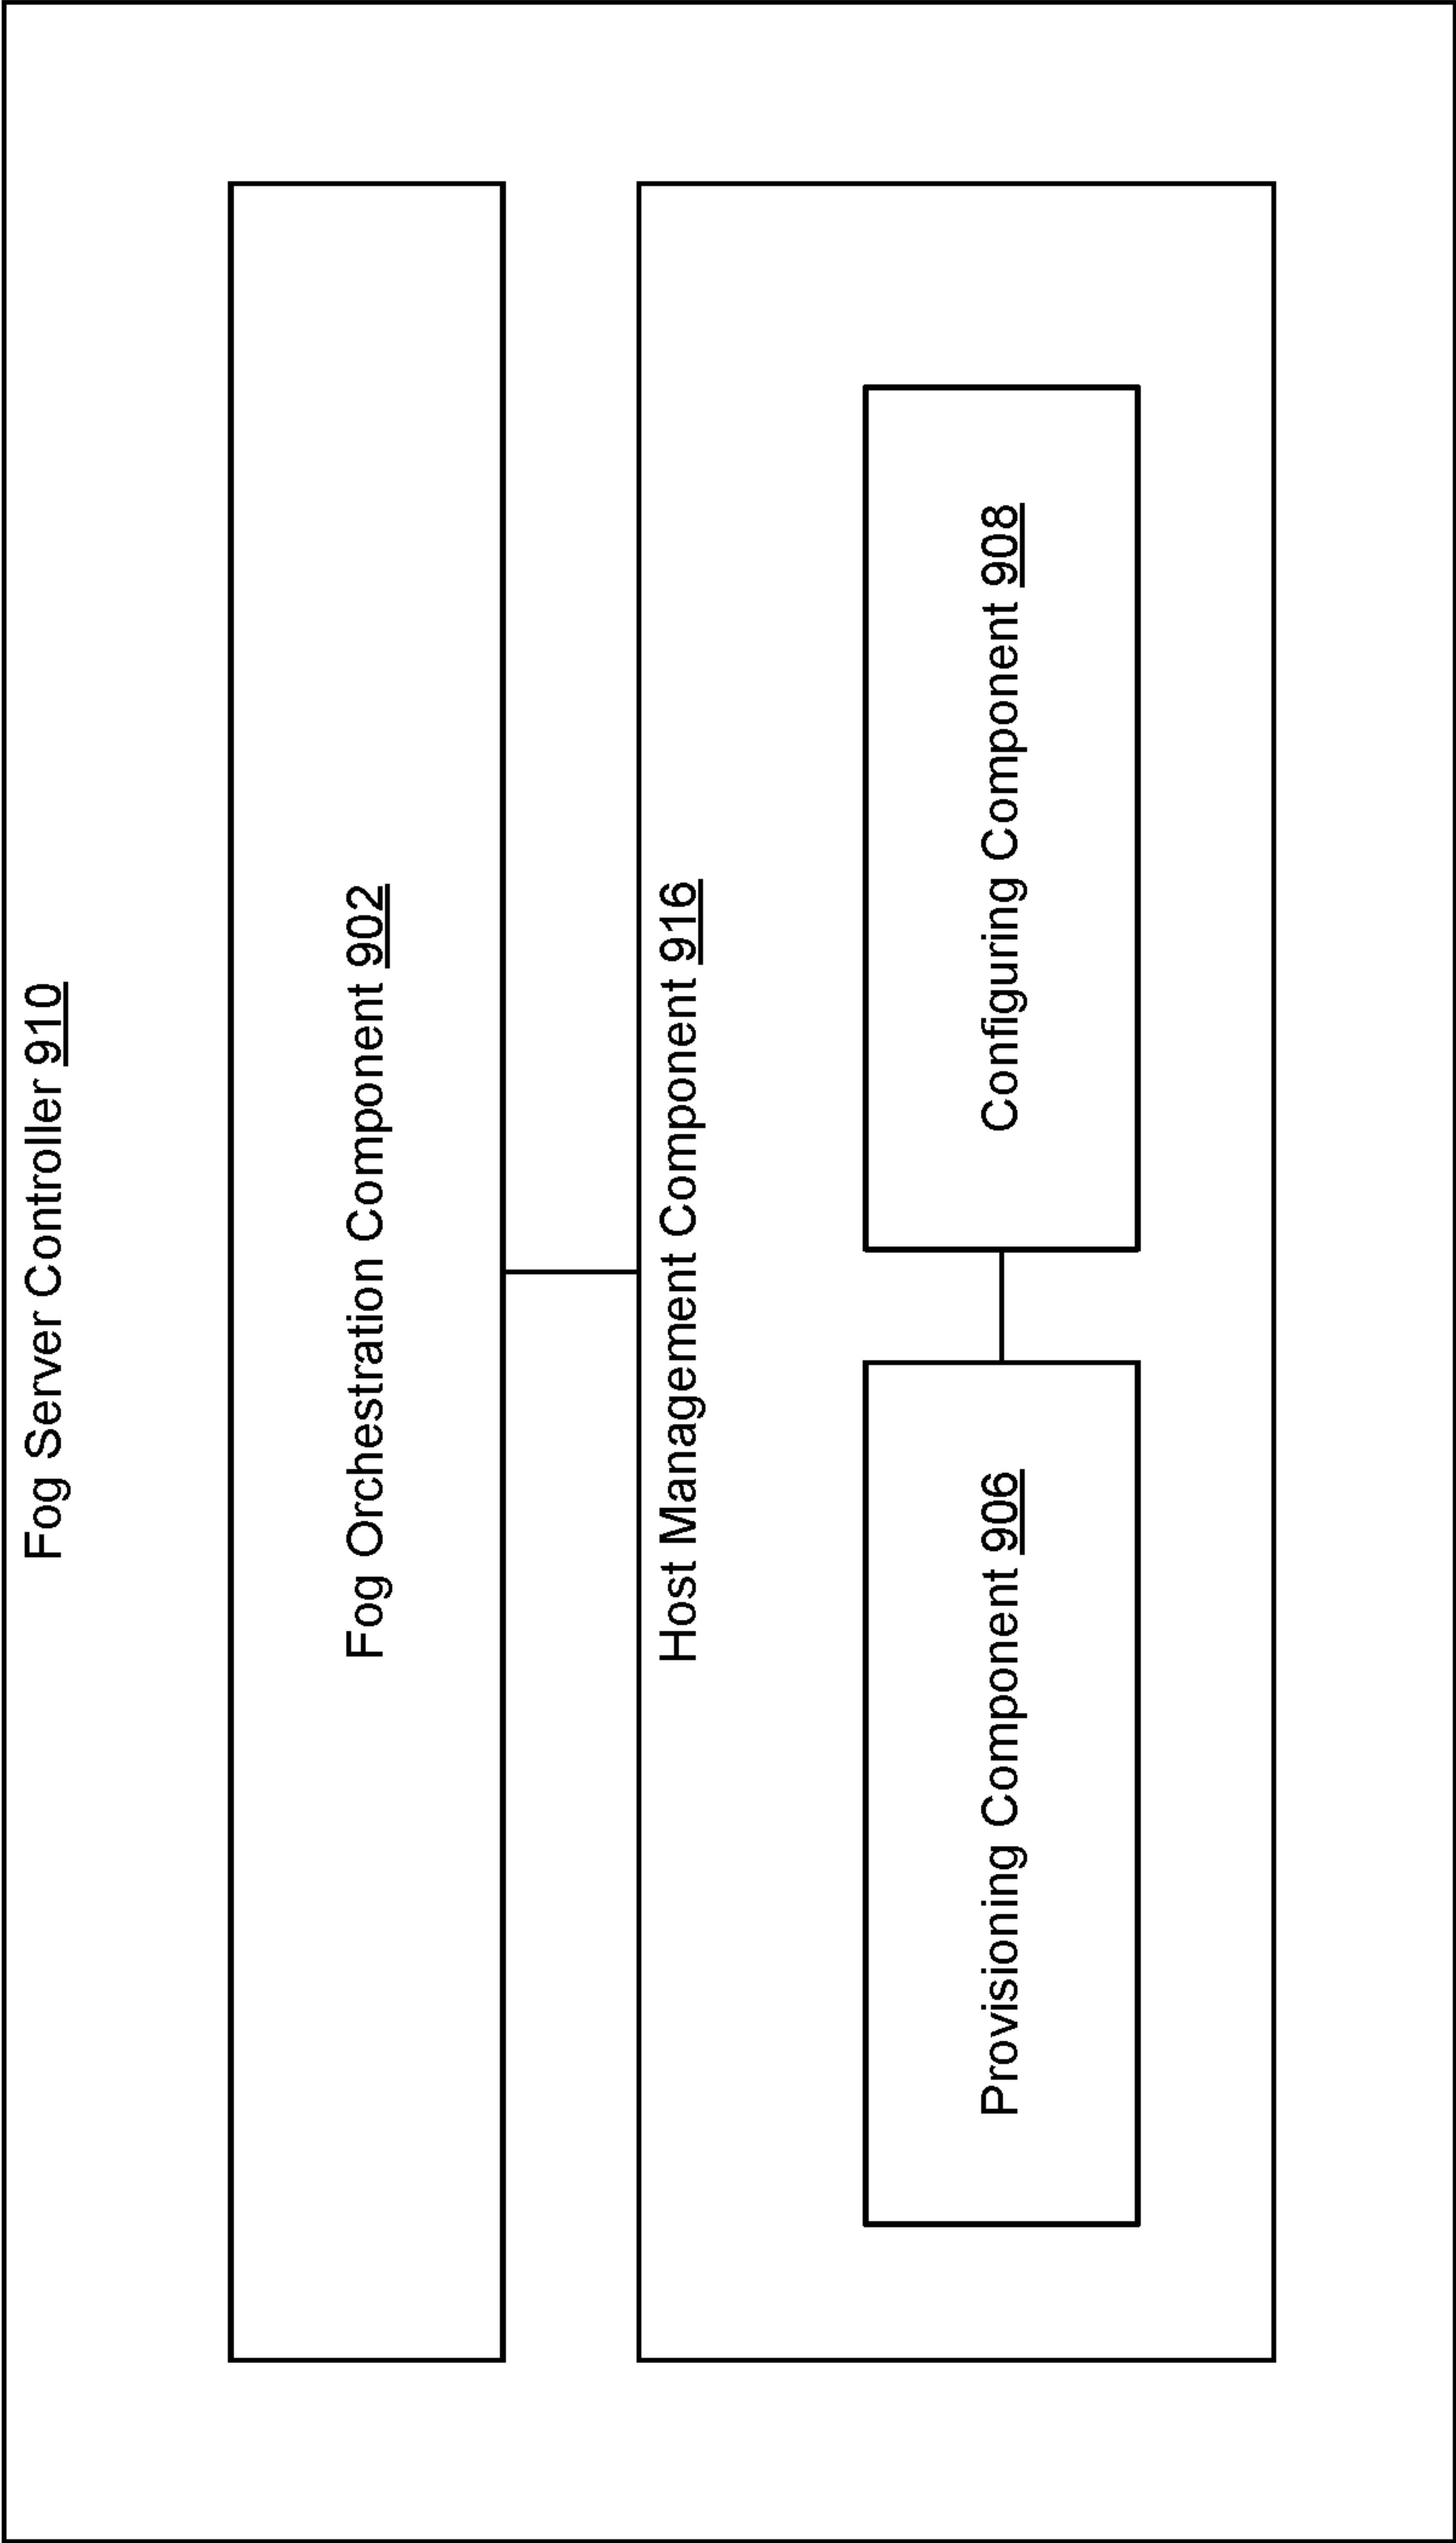 Fog Server Controller 910
Fog Orchestration Component 902
Host Management Component 916
Provisioning Component 906
Configuring Component 908